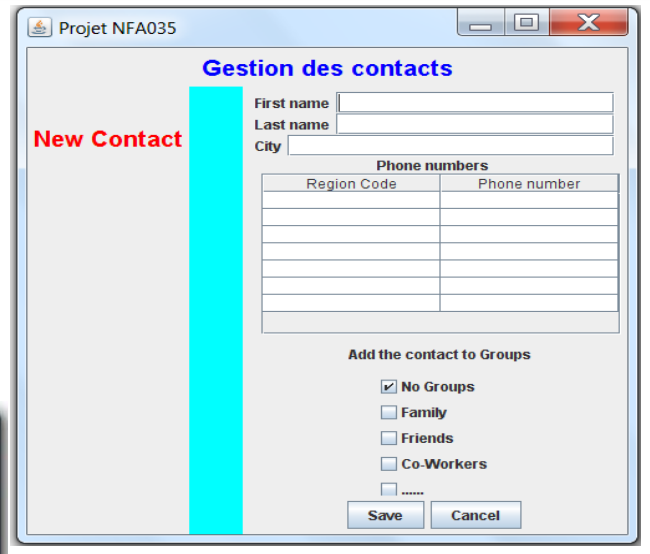 Projet NFA035
Gestion des contacts
New Contact
First name
Last name
City
Phone numbers
Region Code Phone number
Add the contact to Groups
No Groups
Family
Friends
Co-Workers
......
Save Cancel